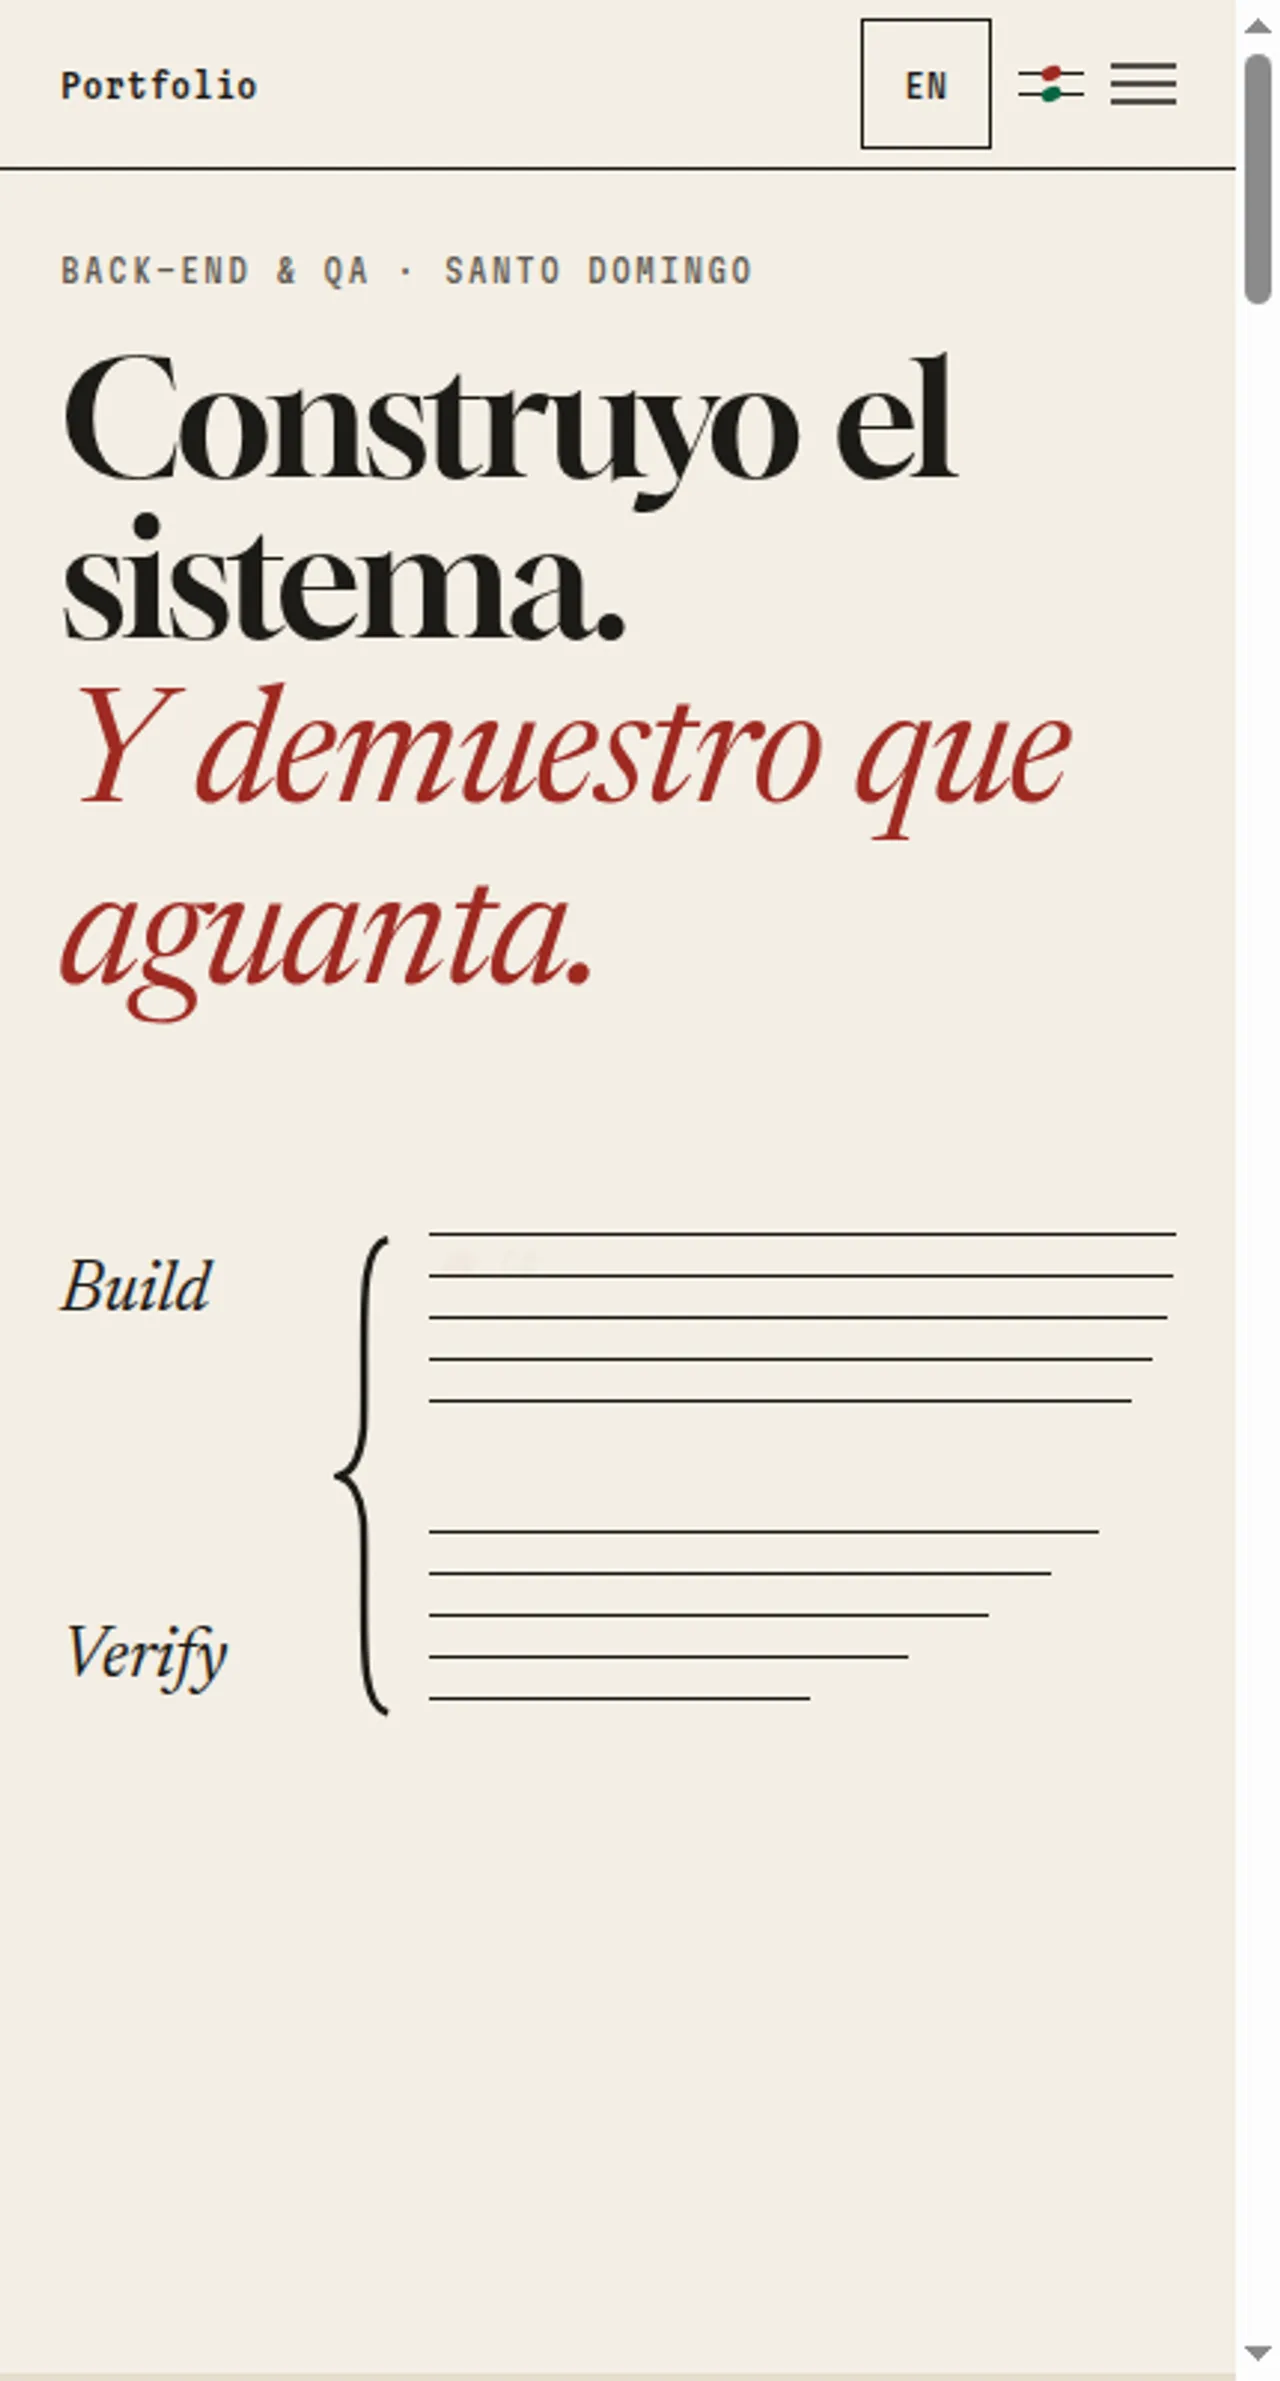 Portfolio
EN
BACK-END & QA · SANTO DOMINGO
Construyo el
sistema.
Y demuestro que
aguanta.
Build
Verify